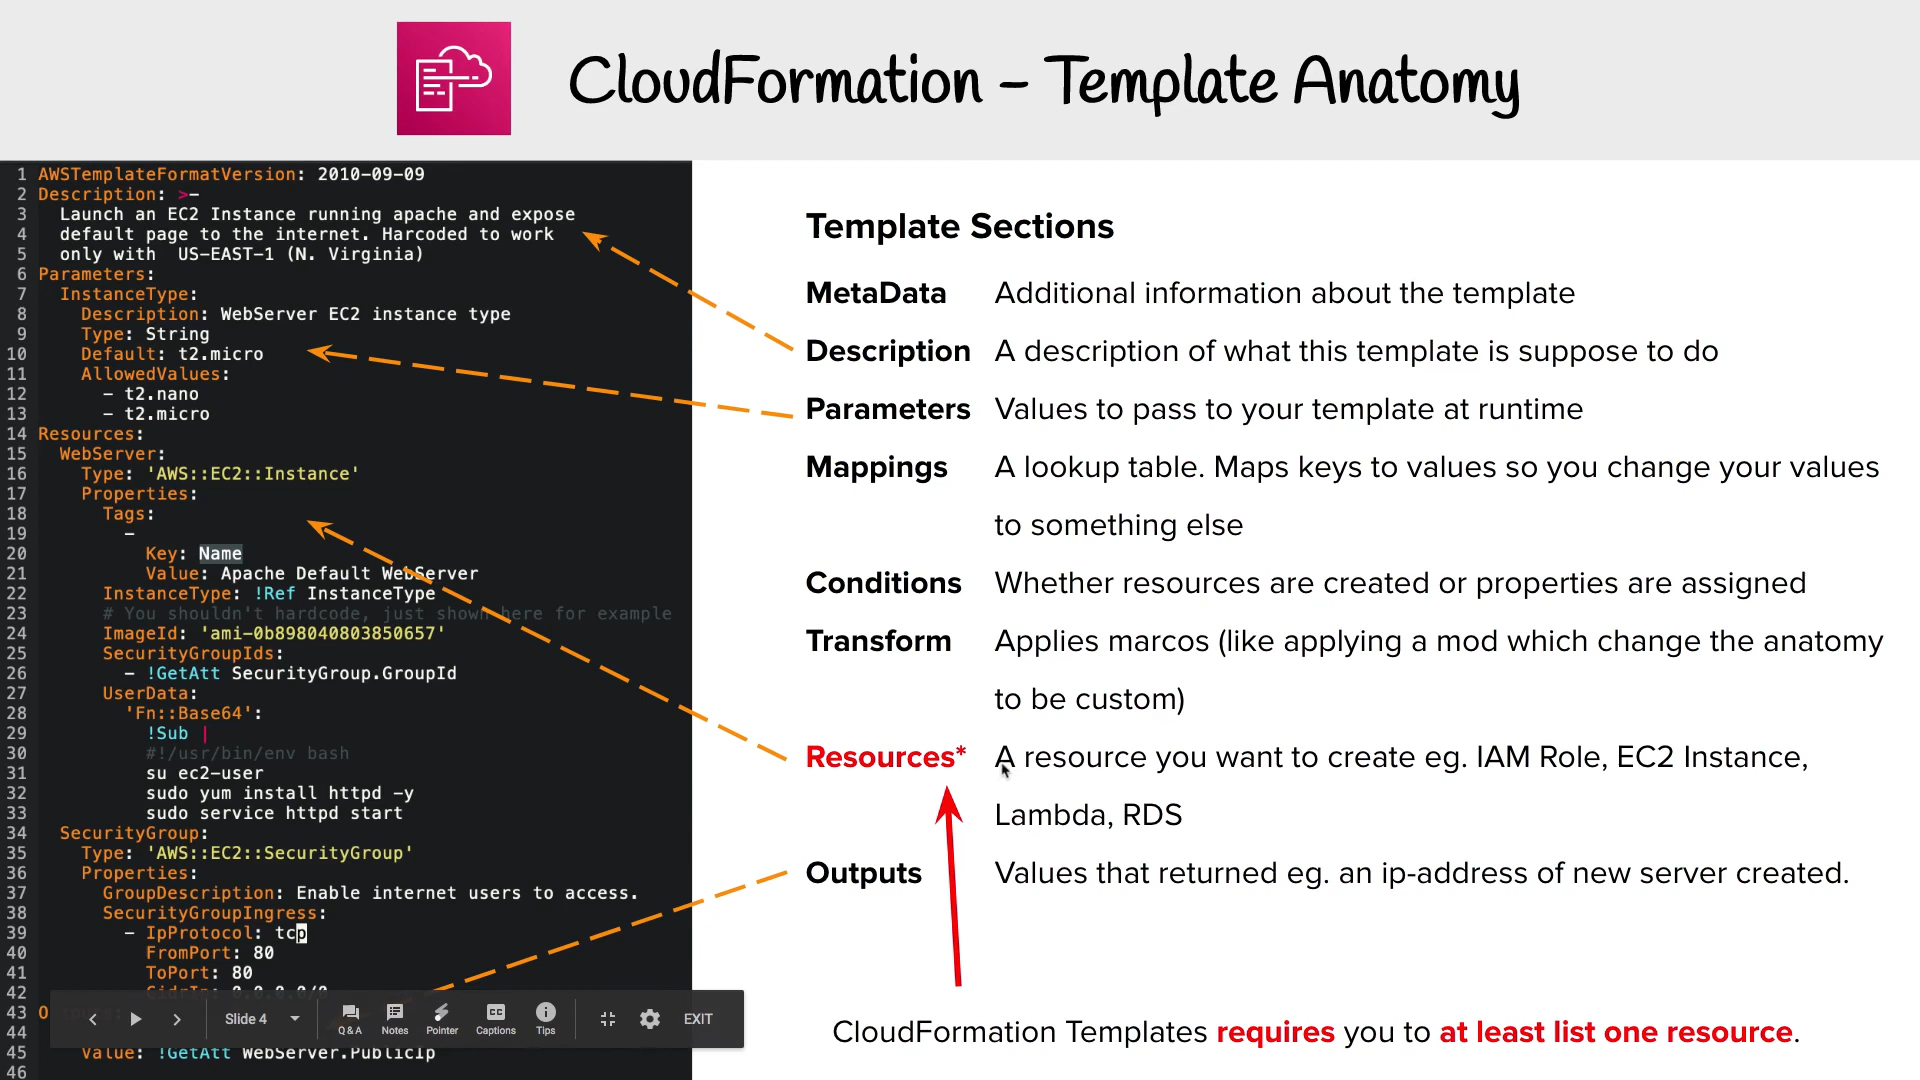 CloudFormation – Template Anatomy
1 AWSTemplateFormatVersion: 2010-09-09
2 Description: >-
3 Launch an EC2 Instance running apache and expose
4 default page to the internet. Harcoded to work
5 only with  US-EAST-1 (N. Virginia)
6 Parameters:
7 InstanceType:
8 Description: WebServer EC2 instance type
9 Type: String
10 Default: t2.micro
11 AllowedValues:
12 - t2.nano
13 - t2.micro
14 Resources:
15 WebServer:
16 Type: 'AWS::EC2::Instance'
17 Properties:
18 Tags:
19 -
20 Key: Name
21 Value: Apache Default WebServer
22 InstanceType: !Ref InstanceType
23 # You shouldn't hardcode, just shown here for example
24 ImageId: 'ami-0b898040803850657'
25 SecurityGroupIds:
26 - !GetAtt SecurityGroup.GroupId
27 UserData:
28 'Fn::Base64':
29 !Sub |
30 #!/usr/bin/env bash
31 su ec2-user
32 sudo yum install httpd -y
33 sudo service httpd start
34 SecurityGroup:
35 Type: 'AWS::EC2::SecurityGroup'
36 Properties:
37 GroupDescription: Enable internet users to access.
38 SecurityGroupIngress:
39 - IpProtocol: tcp
40 FromPort: 80
41 ToPort: 80
42 CidrIp: 0.0.0.0/0
43
44
45 Value: !GetAtt WebServer.PublicIp
46
Slide 4
Q&A Notes Pointer Captions Tips
EXIT
Template Sections
MetaData Additional information about the template
Description A description of what this template is suppose to do
Parameters Values to pass to your template at runtime
Mappings A lookup table. Maps keys to values so you change your values
to something else
Conditions Whether resources are created or properties are assigned
Transform Applies marcos (like applying a mod which change the anatomy
to be custom)
Resources* A resource you want to create eg. IAM Role, EC2 Instance,
Lambda, RDS
Outputs Values that returned eg. an ip-address of new server created.
CloudFormation Templates requires you to at least list one resource.